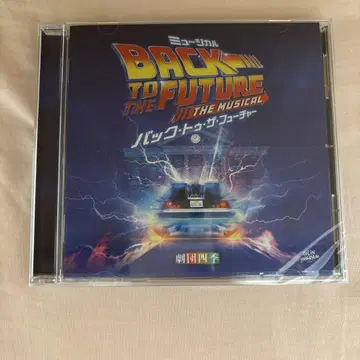 ミュージカル
BACK
TO THE FUTURE
THE MUSICAL
バック・トゥ・ザ・フューチャー
劇団四季